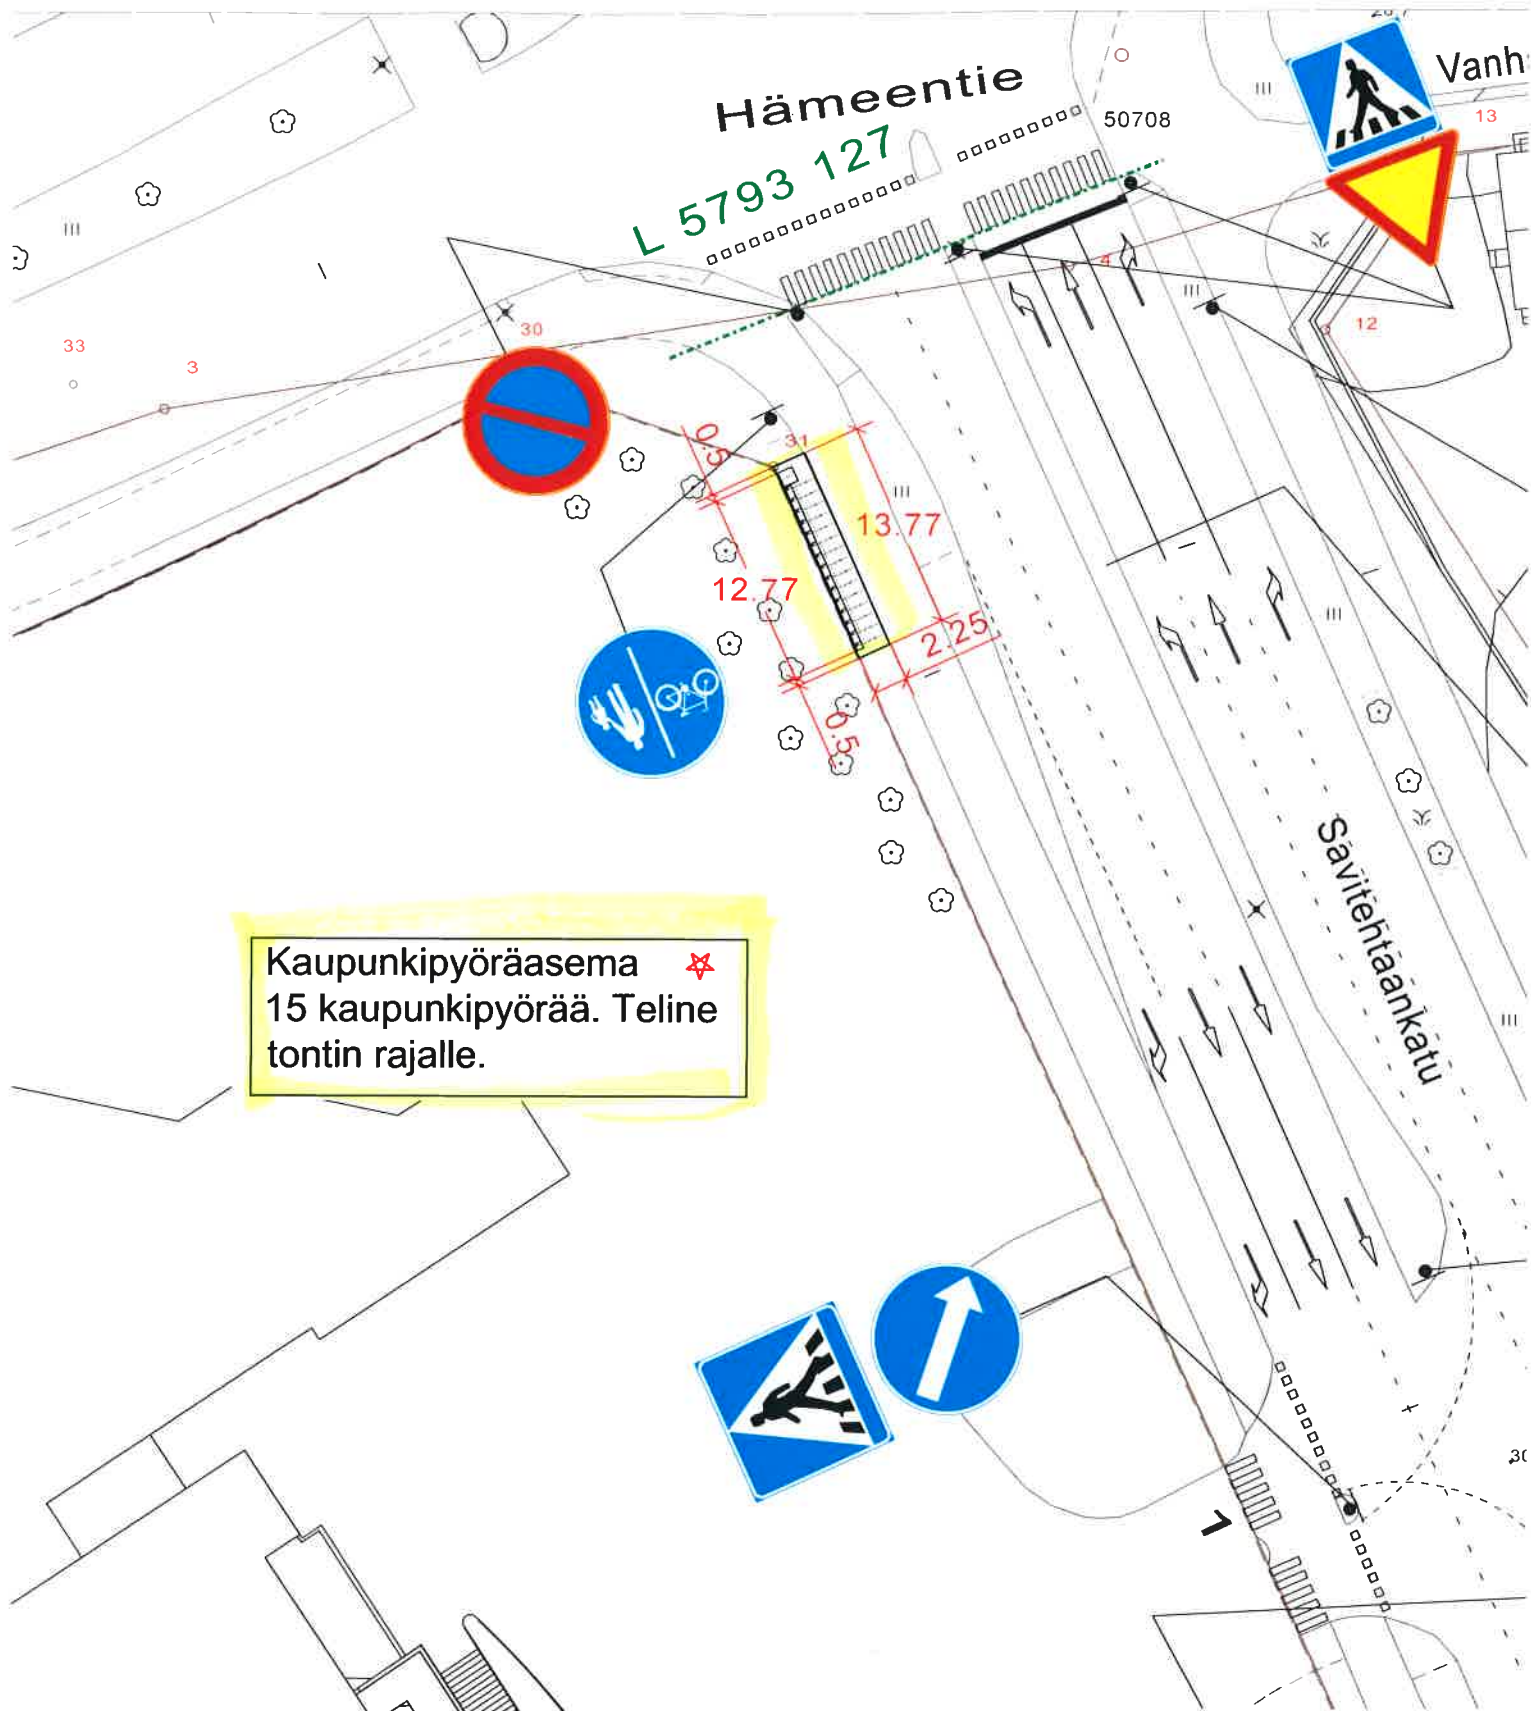 Hämeentie
L 5793 127
50708
Vanh
13
4
12
30
33
3
31
0.5
13.77
12.77
2.25
0.5
Savitehtaankatu
Kaupunkipyöräasema
15 kaupunkipyörää. Teline
tontin rajalle.
1